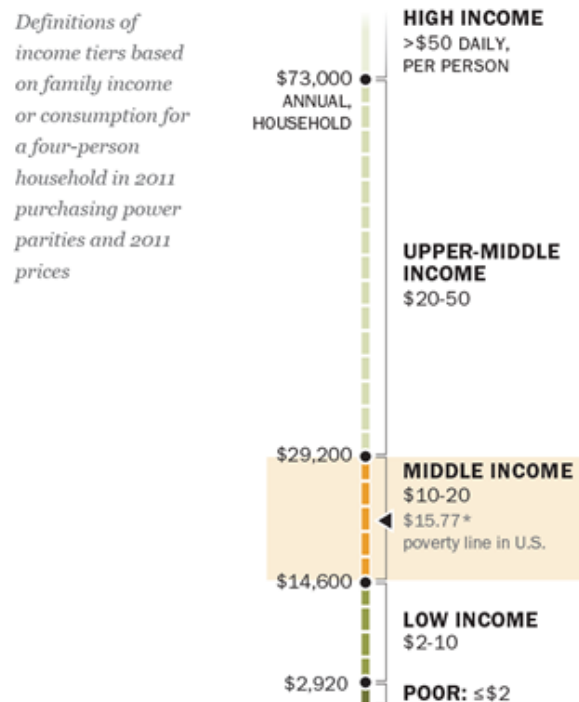 Definitions of
income tiers based
on family income
or consumption for
a four-person
household in 2011
purchasing power
parities and 2011
prices
HIGH INCOME
>$50 DAILY,
PER PERSON
$73,000
ANNUAL,
HOUSEHOLD
UPPER-MIDDLE
INCOME
$20-50
$29,200
MIDDLE INCOME
$10-20
$15.77*
poverty line in U.S.
$14,600
LOW INCOME
$2-10
$2,920
POOR: ≤$2